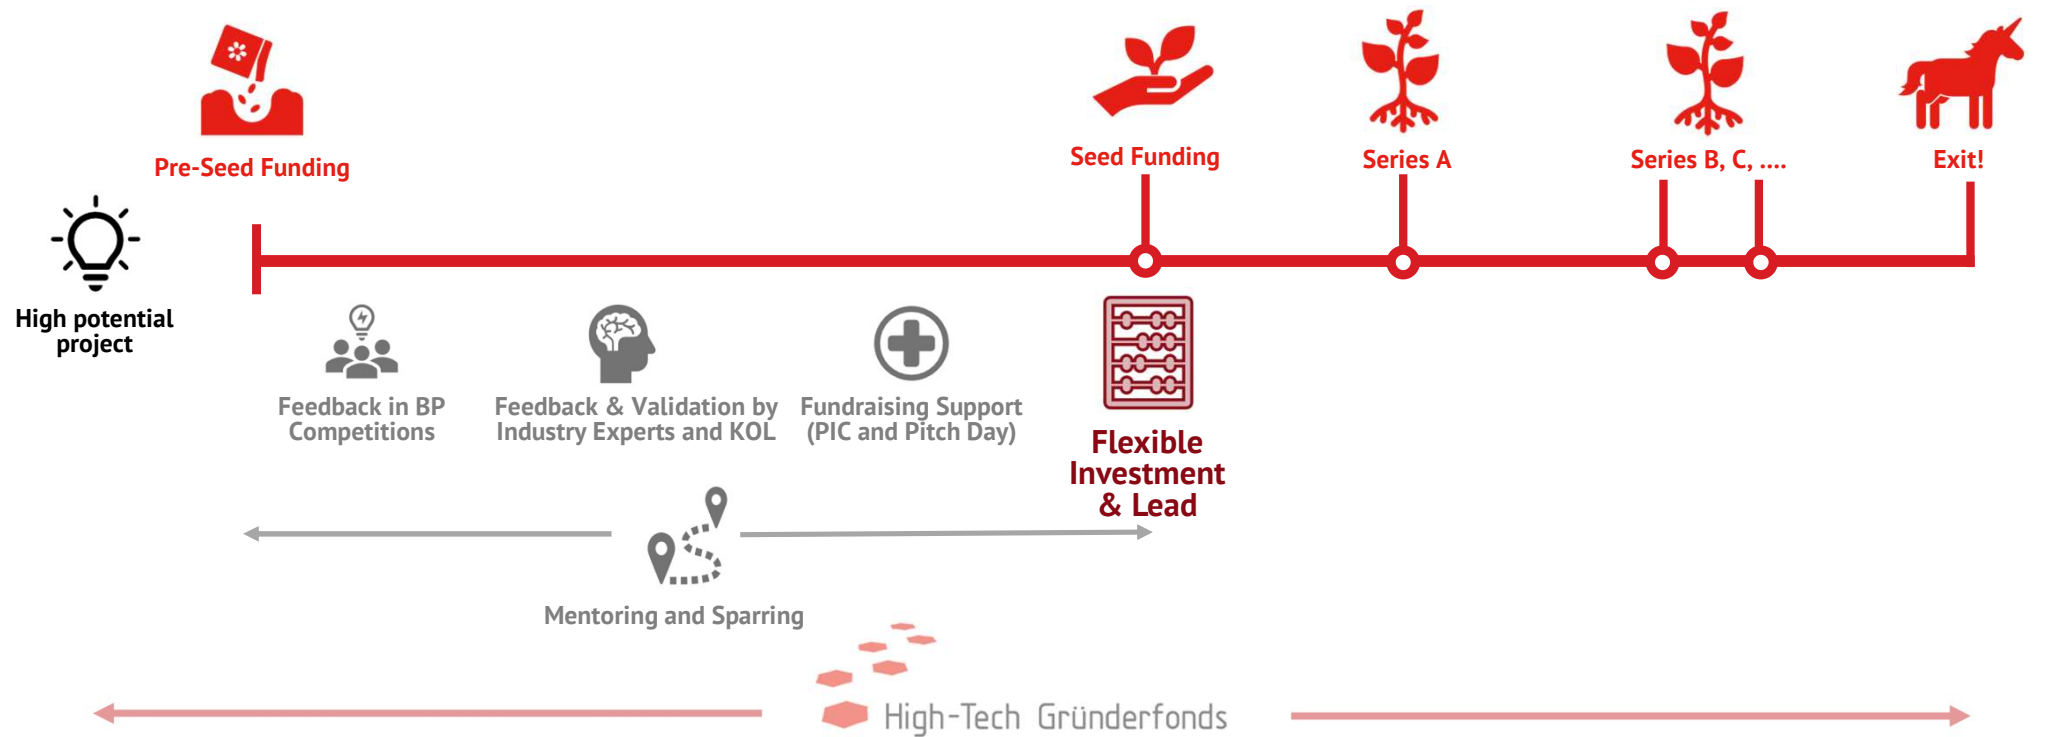 Pre-Seed Funding
Seed Funding
Series A
Series B, C, ....
Exit!
High potential
project
Feedback in BP
Competitions
Feedback & Validation by
Industry Experts and KOL
Fundraising Support
(PIC and Pitch Day)
Flexible
Investment
& Lead
Mentoring and Sparring
High-Tech Gründerfonds